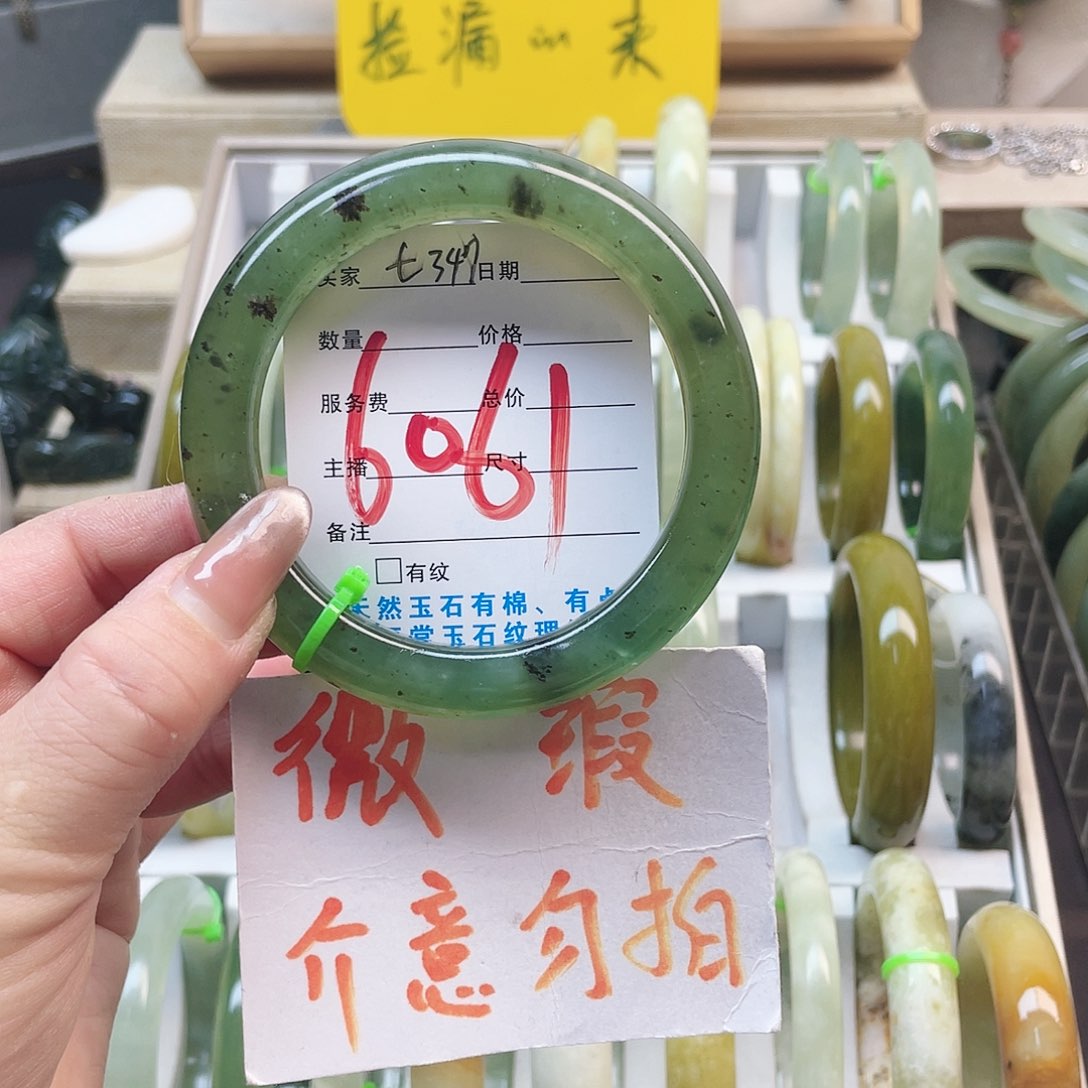 捡漏 来
卖家 七347 日期
数量 价格
服务费 总价
主播 尺寸
6061
备注
□有纹
天然玉石有棉、有点
常玉石纹理
微瑕
介意勿拍